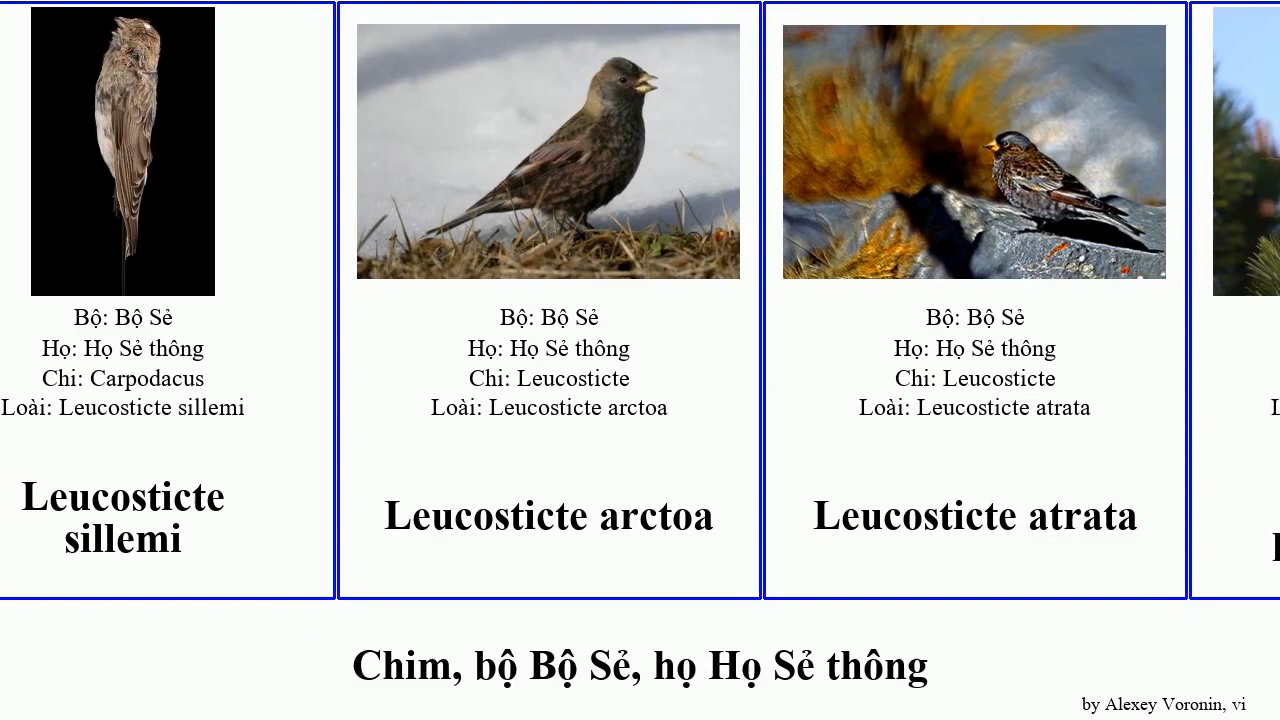 Bộ: Bộ Sẻ
Họ: Họ Sẻ thông
Chi: Carpodacus
Loài: Leucosticte sillemi
Leucosticte
sillemi
Bộ: Bộ Sẻ
Họ: Họ Sẻ thông
Chi: Leucosticte
Loài: Leucosticte arctoa
Leucosticte arctoa
Bộ: Bộ Sẻ
Họ: Họ Sẻ thông
Chi: Leucosticte
Loài: Leucosticte atrata
Leucosticte atrata
Chim, bộ Bộ Sẻ, họ Họ Sẻ thông
by Alexey Voronin, vi